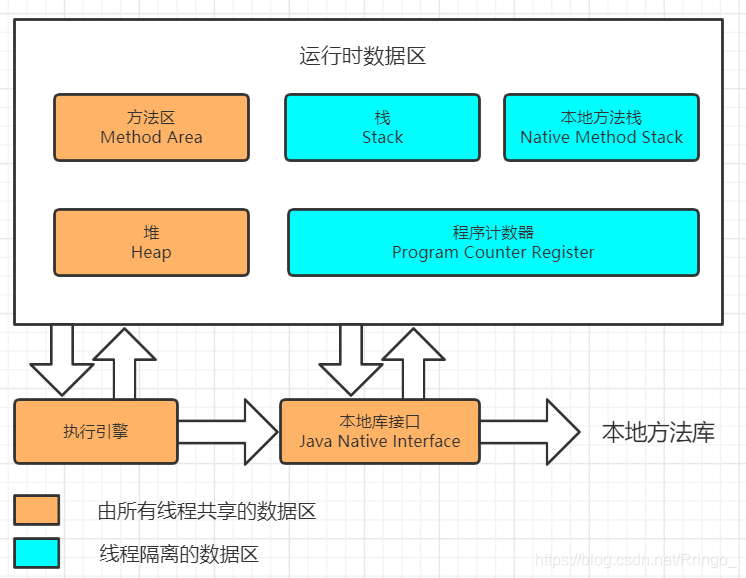 运行时数据区
方法区
Method Area
栈
Stack
本地方法栈
Native Method Stack
堆
Heap
程序计数器
Program Counter Register
执行引擎
本地库接口
Java Native Interface
本地方法库
由所有线程共享的数据区
线程隔离的数据区
https://blog.csdn.net/Rringo_